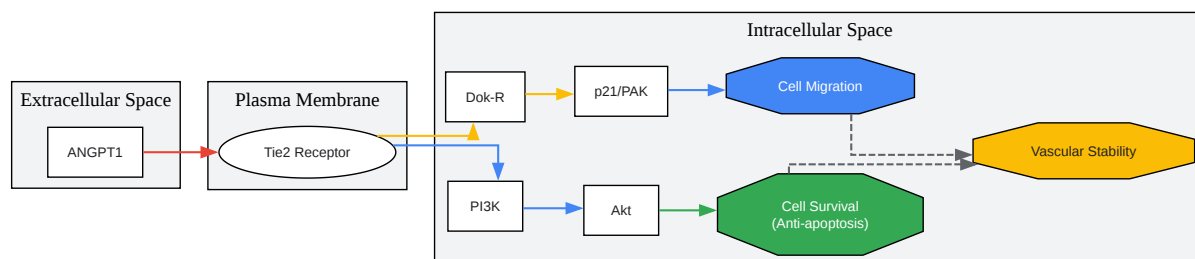 Extracellular Space
ANGPT1
Plasma Membrane
Tie2 Receptor
Intracellular Space
Dok-R
p21/PAK
Cell Migration
PI3K
Akt
Cell Survival
(Anti-apoptosis)
Vascular Stability